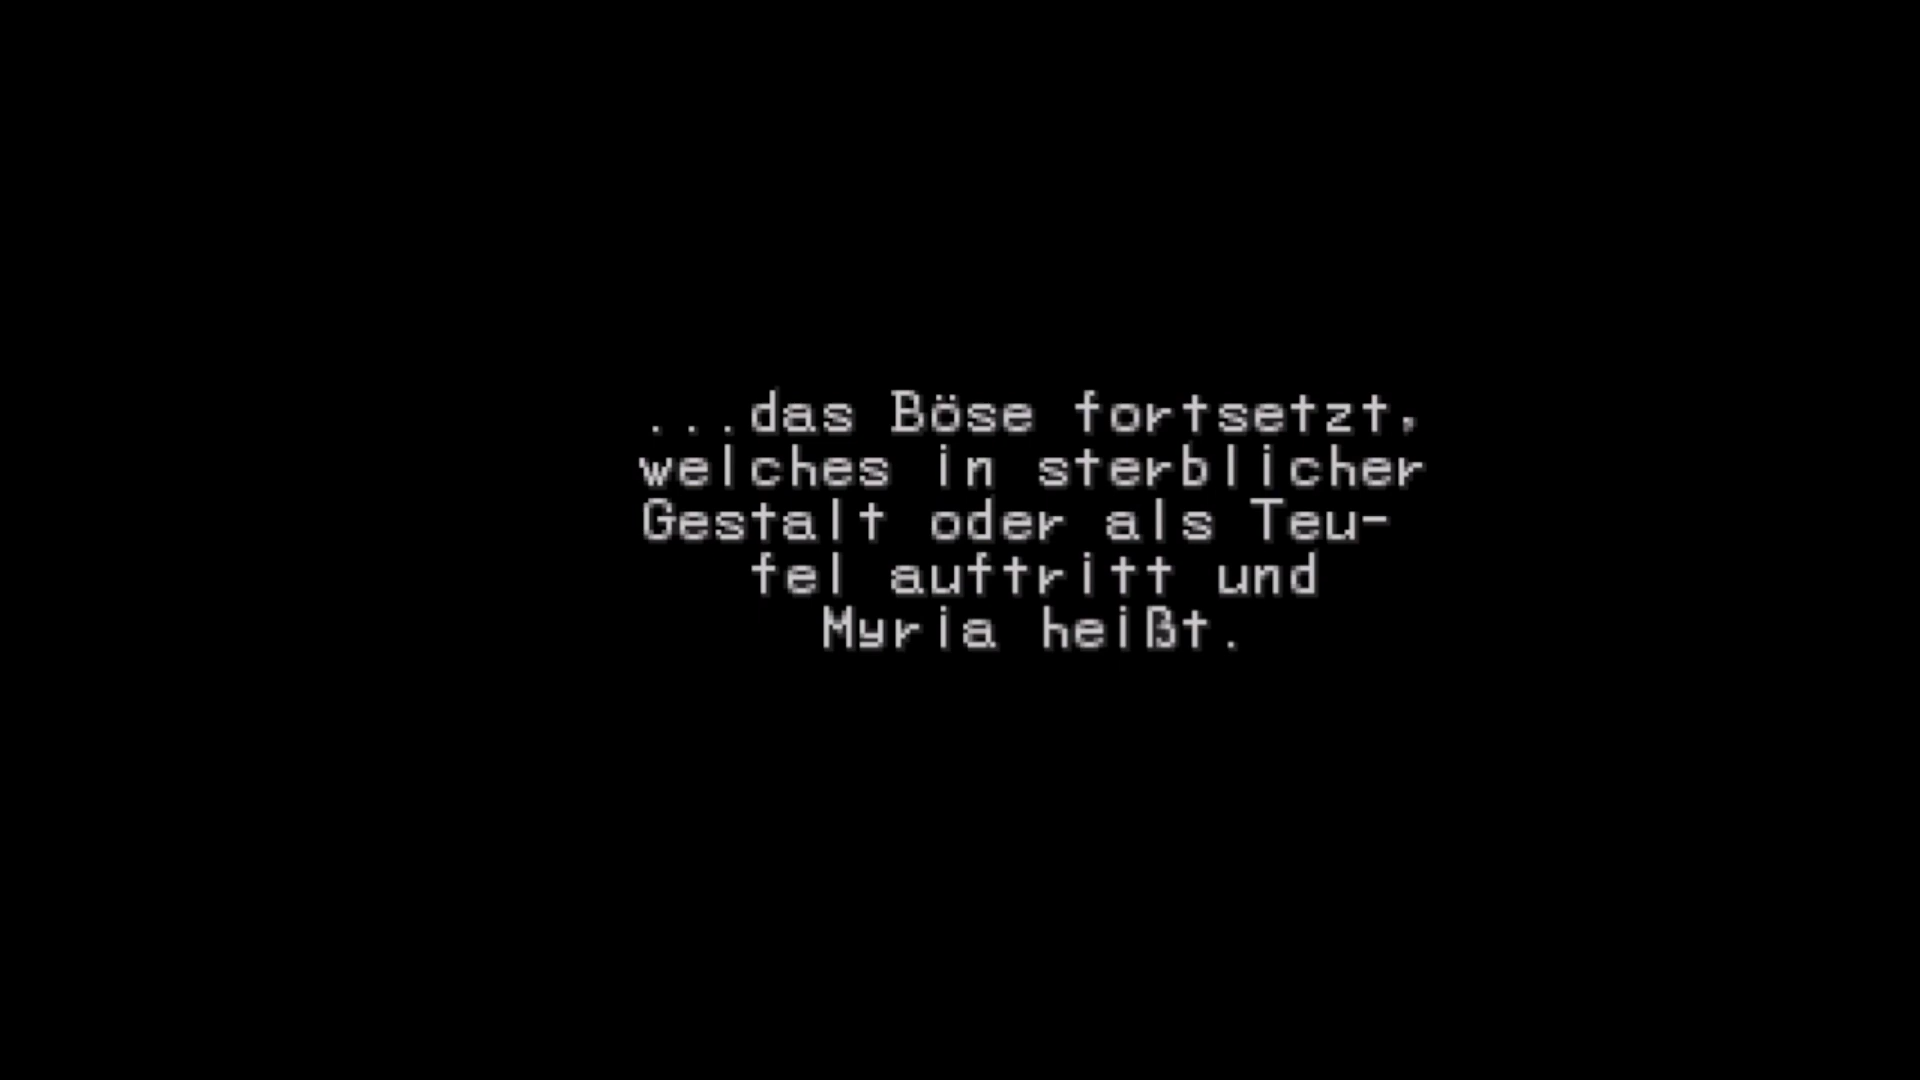 ...das Böse fortsetzt,
welches in sterblicher
Gestalt oder als Teu-
fel auftritt und
Myria heißt.